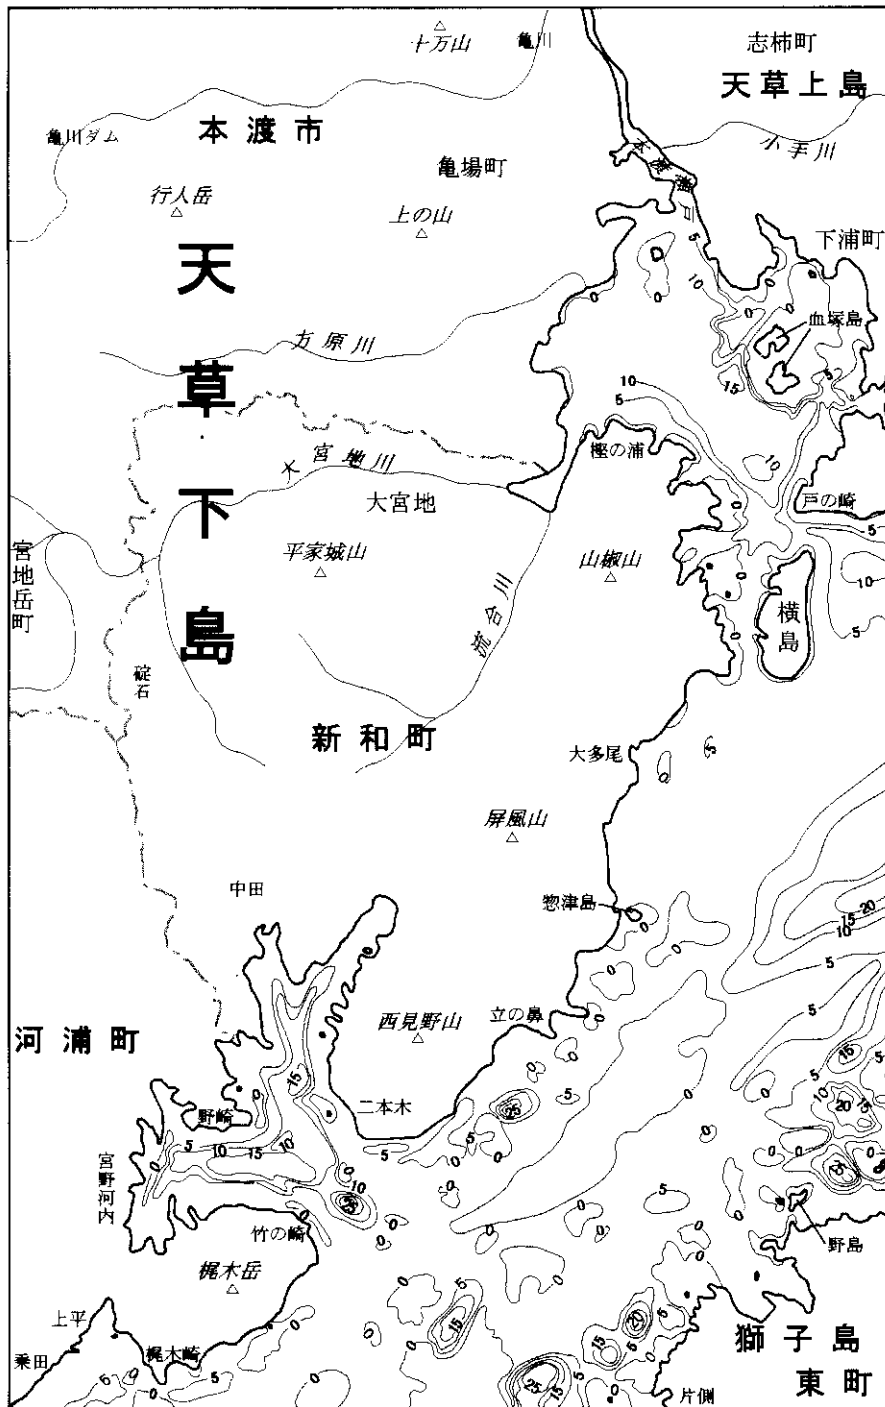 十万山
亀川
志柿町
天草上島
亀川ダム
本渡市
亀場町
本渡瀬戸
小手川
行人岳
上の山
下浦町
天草下島
方原川
血塚島
大宮地川
樫の浦
大宮地
戸の崎
宮地岳町
平家城山
山椒山
流合川
横島
碇石
新和町
大多尾
屏風山
中田
惣津島
河浦町
西見野山
立の鼻
二本木
野崎
宮野河内
竹の崎
野島
梶木岳
上平
獅子島
乗田
梶木崎
東町
片側